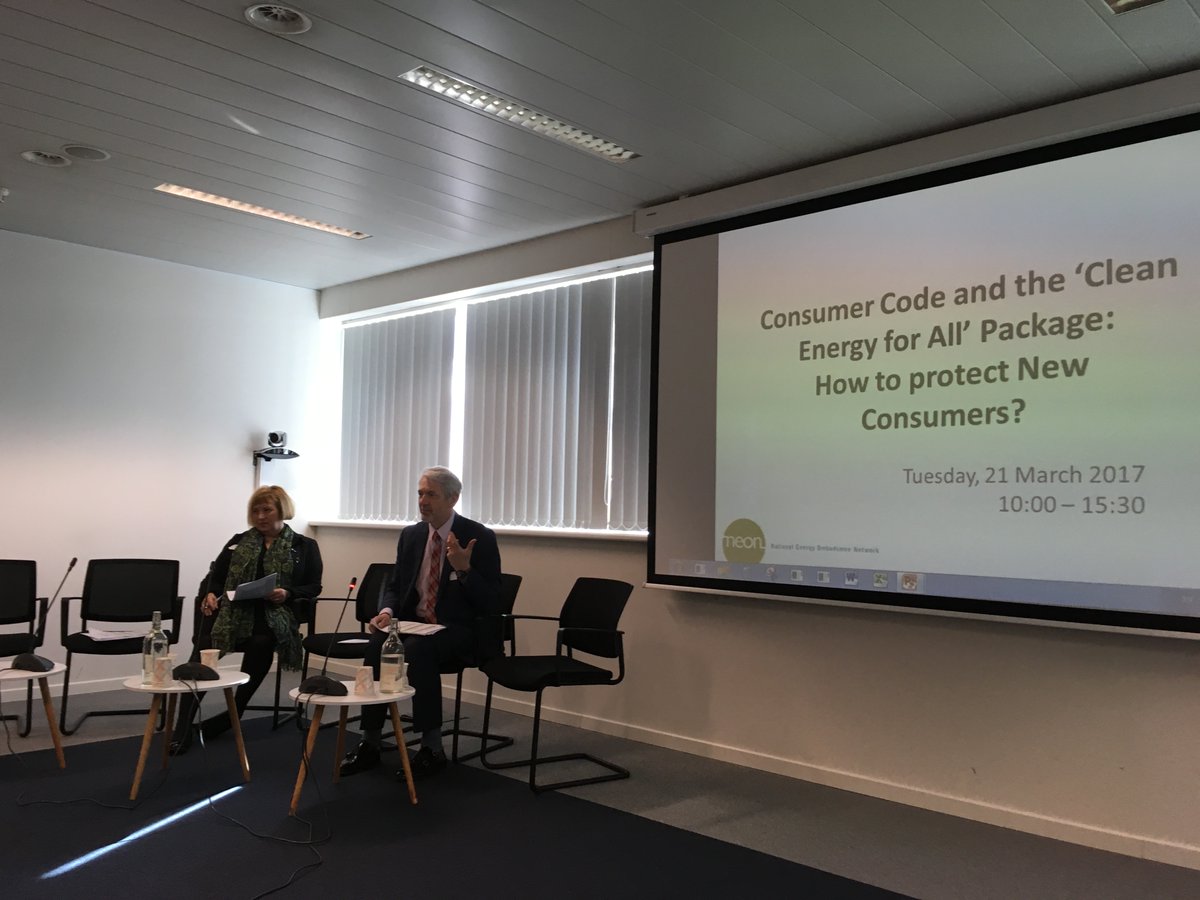 Consumer Code and the ‘Clean
Energy for All’ Package:
How to protect New
Consumers?
Tuesday, 21 March 2017
10:00 – 15:30
neon
National Energy Ombudsmen Network